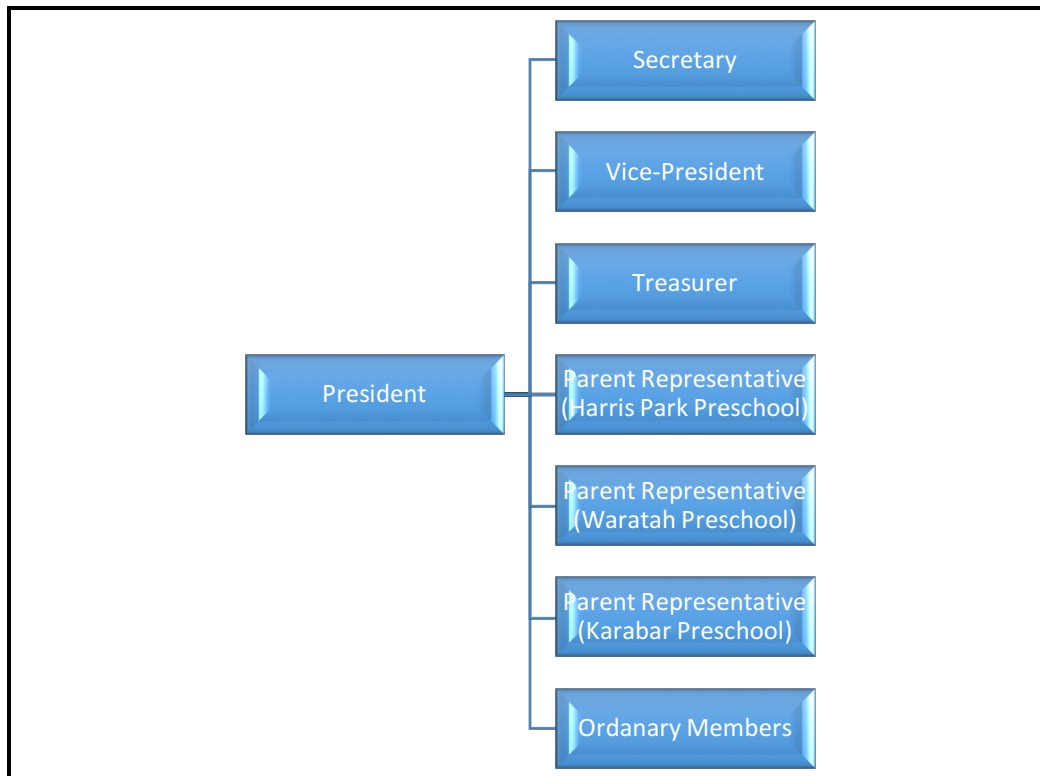 Secretary
Vice-President
Treasurer
President
Parent Representative
(Harris Park Preschool)
Parent Representative
(Waratah Preschool)
Parent Representative
(Karabar Preschool)
Ordanary Members